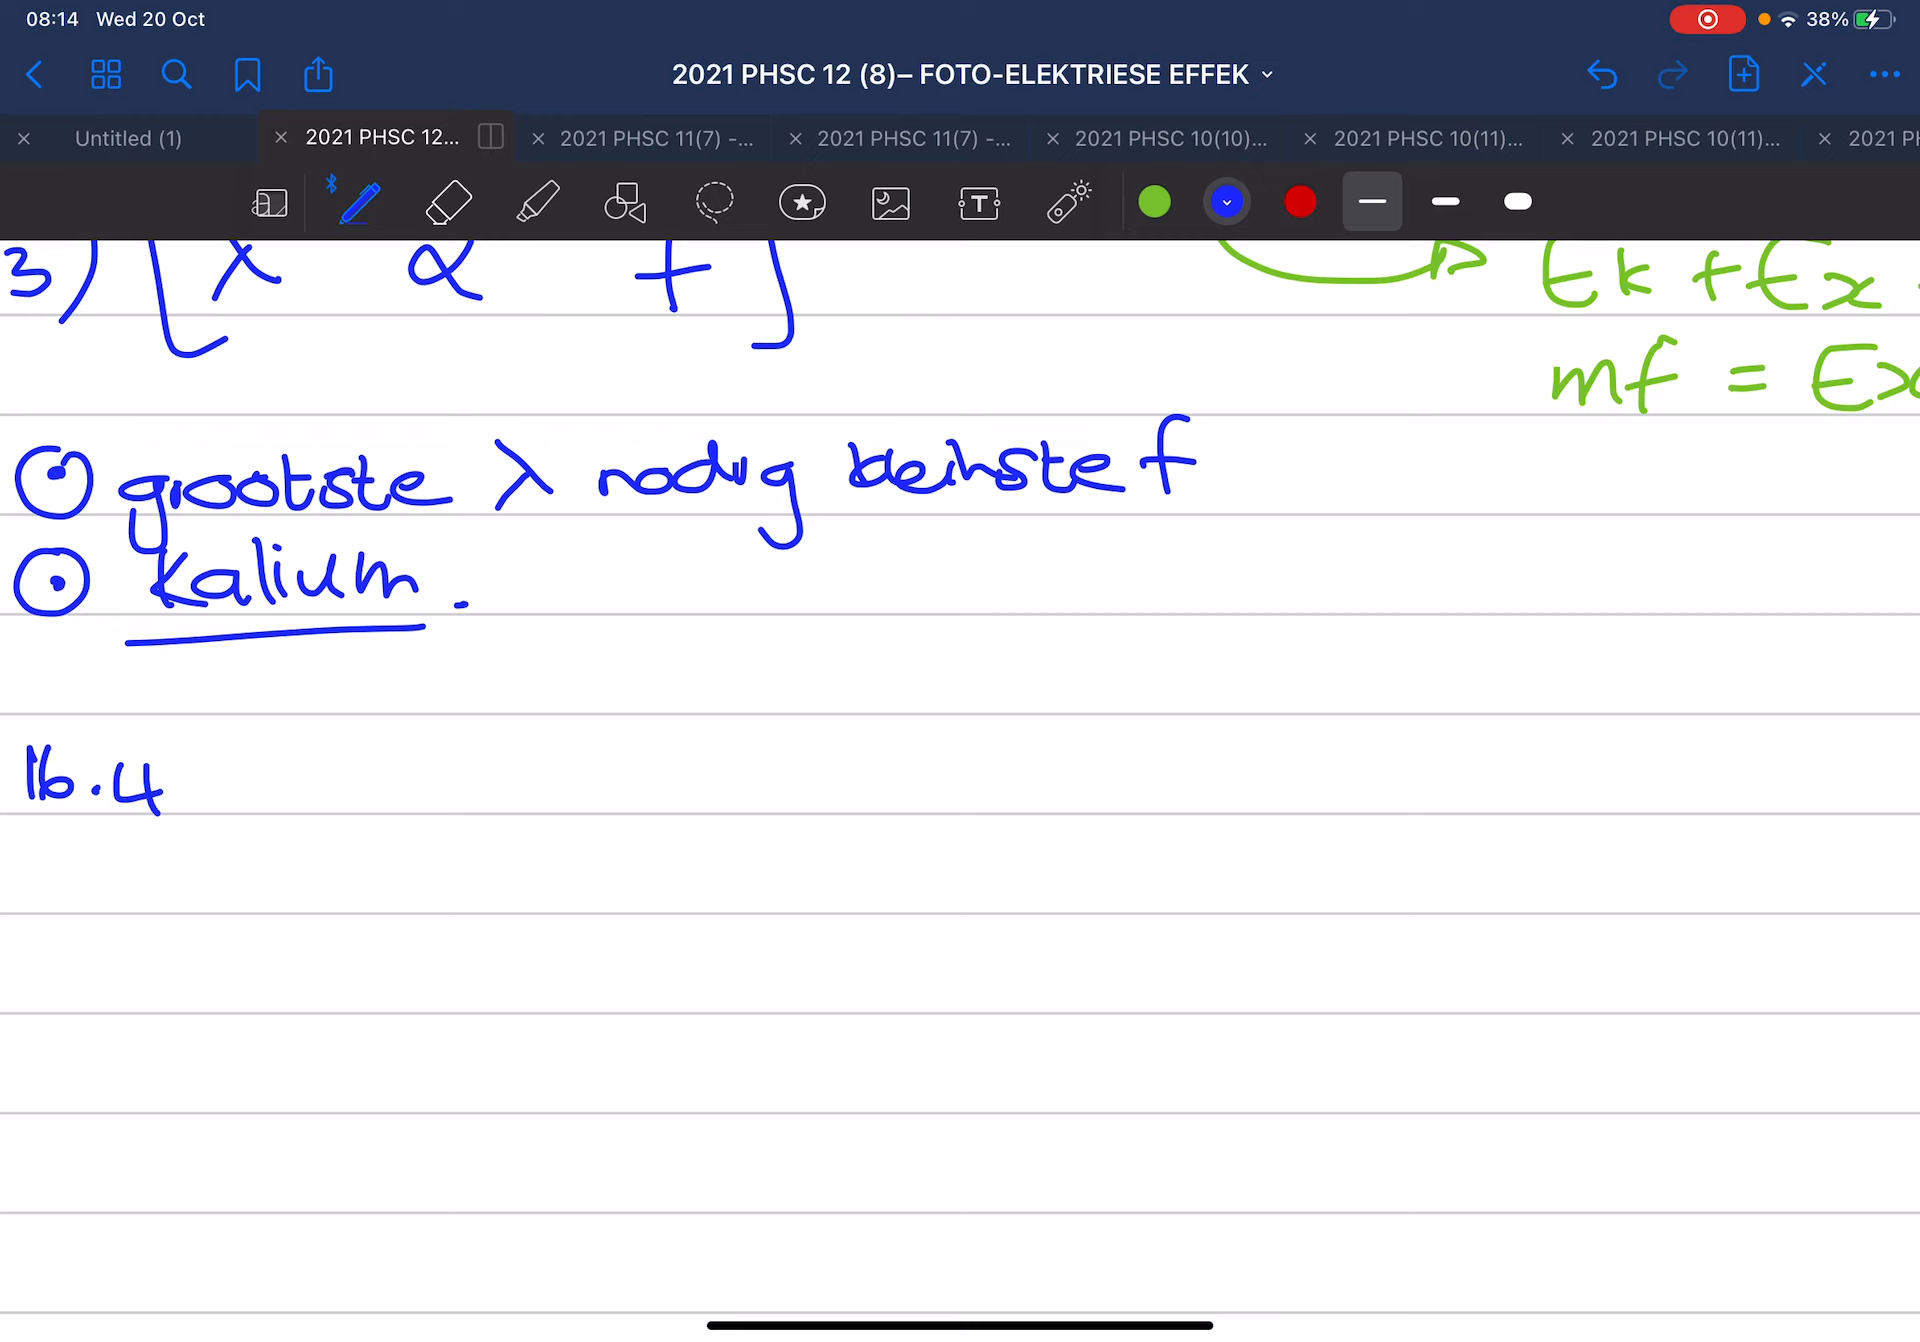 08:14 Wed 20 Oct 38%
2021 PHSC 12 (8)– FOTO-ELEKTRIESE EFFEK
Untitled (1) 2021 PHSC 12... 2021 PHSC 11(7) -... 2021 PHSC 11(7) -... 2021 PHSC 10(10)... 2021 PHSC 10(11)... 2021 PHSC 10(11)... 2021 P
3) [λ α f]
Ek + Ex
mf = Ex
grootste λ nodig kleinste f
Kalium.
16.4